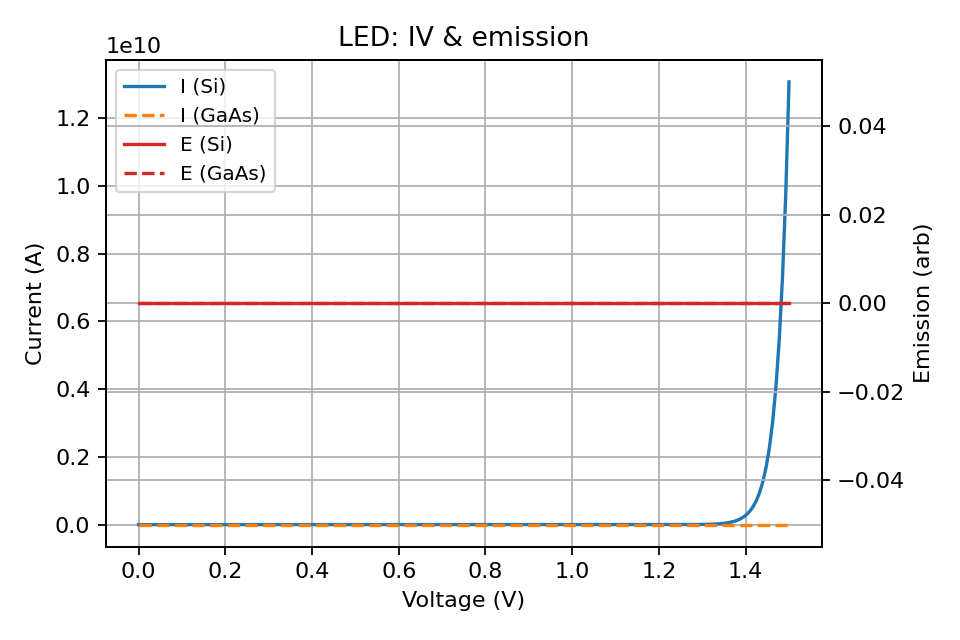 LED: IV & emission
1e10
I (Si)
I (GaAs)
E (Si)
E (GaAs)
1.2
1.0
0.8
0.6
0.4
0.2
0.0
Current (A)
0.04
0.02
0.00
−0.02
−0.04
Emission (arb)
0.0 0.2 0.4 0.6 0.8 1.0 1.2 1.4
Voltage (V)